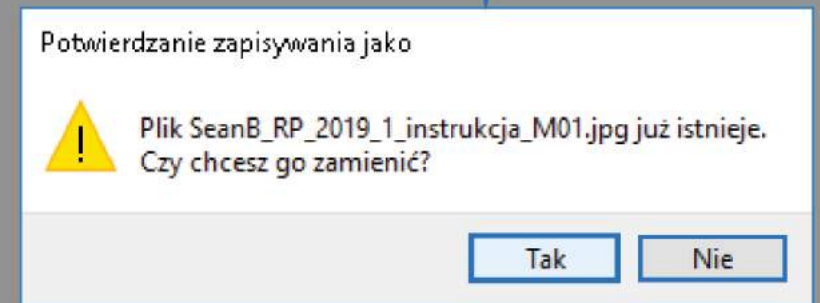 Potwierdzanie zapisywania jako
Plik SeanB_RP_2019_1_instrukcja_M01.jpg już istnieje.
Czy chcesz go zamienić?
Tak
Nie